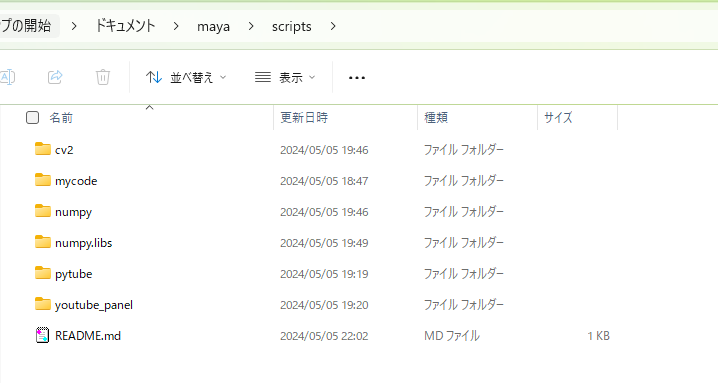 プの開始 > ドキュメント > maya > scripts >
並べ替え 表示 ...
名前 更新日時 種類 サイズ
cv2 2024/05/05 19:46 ファイル フォルダー
mycode 2024/05/05 18:47 ファイル フォルダー
numpy 2024/05/05 19:46 ファイル フォルダー
numpy.libs 2024/05/05 19:49 ファイル フォルダー
pytube 2024/05/05 19:19 ファイル フォルダー
youtube_panel 2024/05/05 19:20 ファイル フォルダー
README.md 2024/05/05 22:02 MD ファイル 1 KB